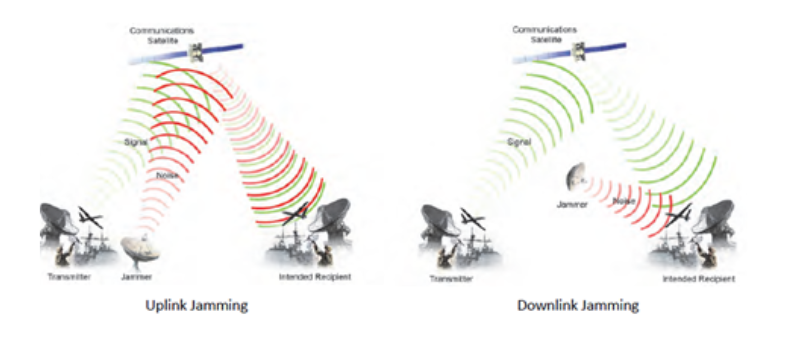 Communications
Satellite
Signal
Noise
Transmitter
Jammer
Intended Recipient
Uplink Jamming
Communications
Satellite
Signal
Jammer
Noise
Transmitter
Intended Recipient
Downlink Jamming